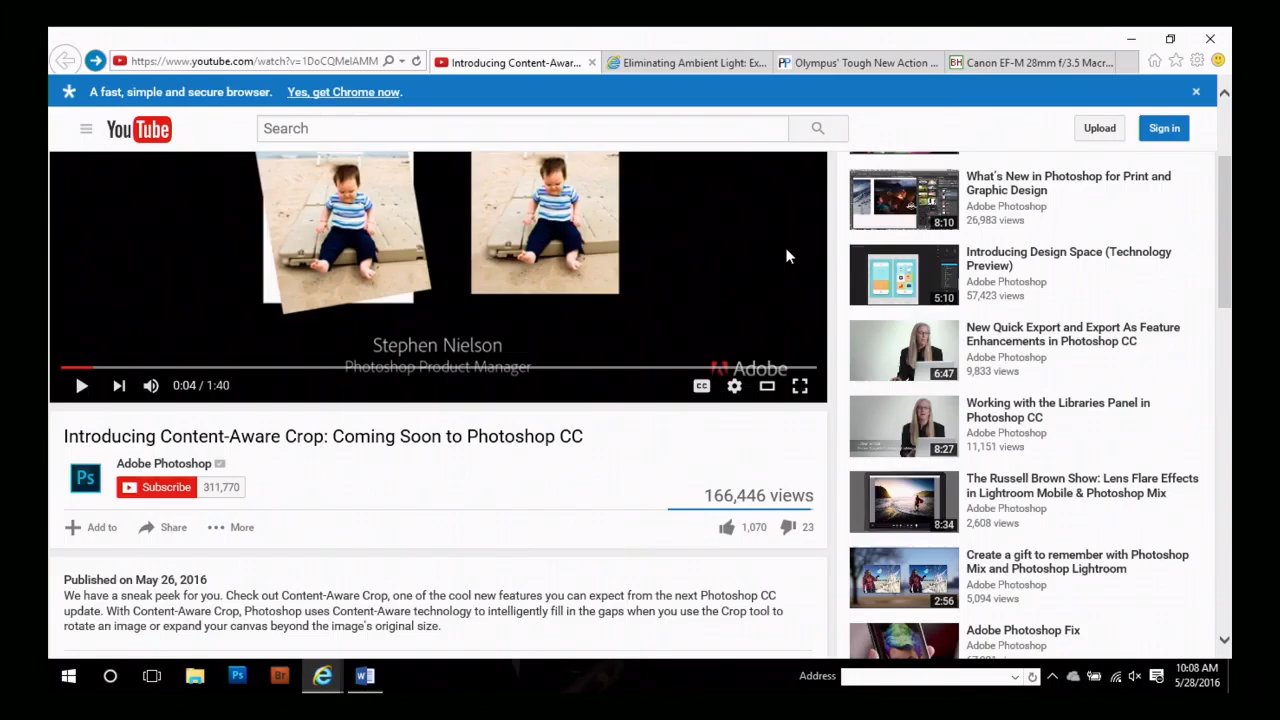 https://www.youtube.com/watch?v=1DoCQMelAMM
Introducing Content-Awar...
Eliminating Ambient Light: Ex...
PP Olympus' Tough New Action ...
BH Canon EF-M 28mm f/3.5 Macr...
A fast, simple and secure browser. Yes, get Chrome now.
YouTube
Search
Upload
Sign in
Stephen Nielson
Photoshop Product Manager
Adobe
0:04 / 1:40
CC
Introducing Content-Aware Crop: Coming Soon to Photoshop CC
Ps
Adobe Photoshop
Subscribe 311,770
166,446 views
Add to Share More
1,070 23
Published on May 26, 2016
We have a sneak peek for you. Check out Content-Aware Crop, one of the cool new features you can expect from the next Photoshop CC
update. With Content-Aware Crop, Photoshop uses Content-Aware technology to intelligently fill in the gaps when you use the Crop tool to
rotate an image or expand your canvas beyond the image's original size.
8:10
What's New in Photoshop for Print and
Graphic Design
Adobe Photoshop
26,983 views
5:10
Introducing Design Space (Technology
Preview)
Adobe Photoshop
57,423 views
6:47
New Quick Export and Export As Feature
Enhancements in Photoshop CC
Adobe Photoshop
9,833 views
8:27
Working with the Libraries Panel in
Photoshop CC
Adobe Photoshop
11,151 views
8:34
The Russell Brown Show: Lens Flare Effects
in Lightroom Mobile & Photoshop Mix
Adobe Photoshop
2,608 views
2:56
Create a gift to remember with Photoshop
Mix and Photoshop Lightroom
Adobe Photoshop
5,094 views
Adobe Photoshop Fix
Adobe Photoshop
Ps
Br
Address
10:08 AM
5/28/2016